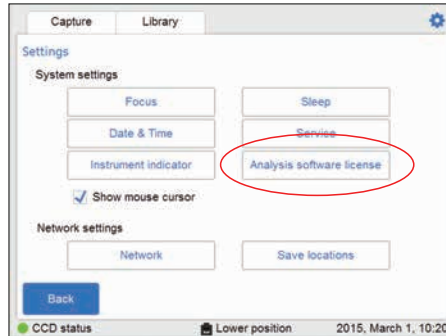 Capture Library
Settings
System settings
Focus Sleep
Date & Time Service
Instrument indicator Analysis software license
Show mouse cursor
Network settings
Network Save locations
Back
CCD status Lower position 2015, March 1, 10:2